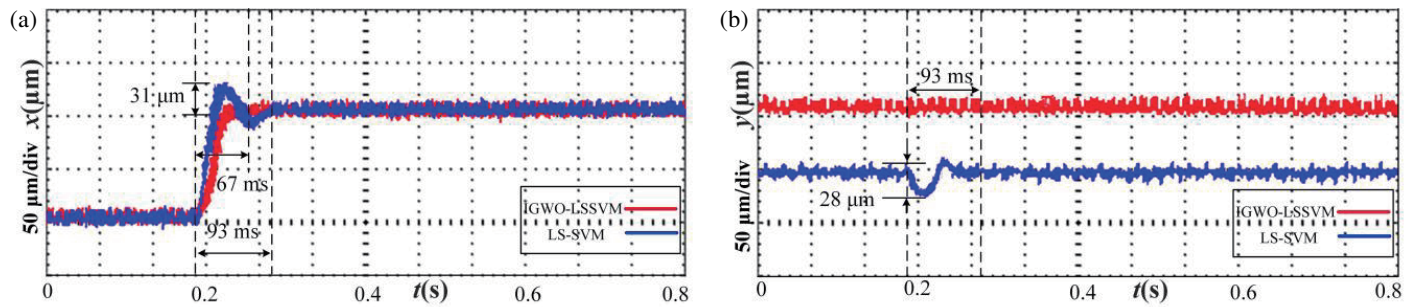 (a)
50 μm/div x(μm)
31 μm
67 ms
93 ms
IGWO-LSSVM
LS-SVM
0 0.2 0.4 t(s) 0.6 0.8
(b)
50 μm/div y(μm)
93 ms
28 μm
IGWO-LSSVM
LS-SVM
0 0.2 0.4 t(s) 0.6 0.8